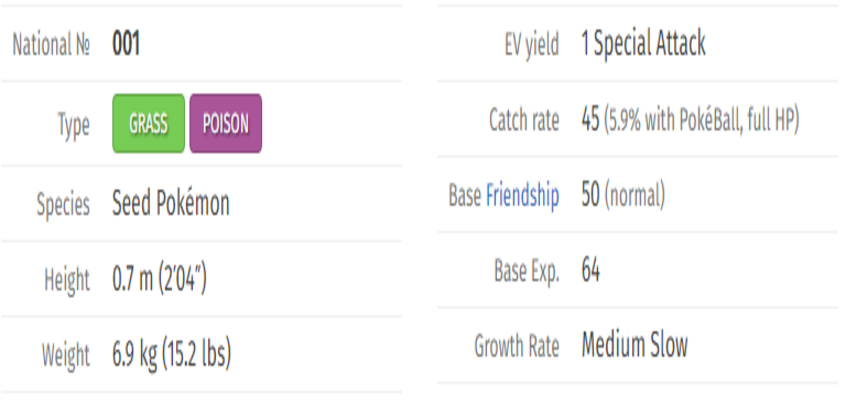 National № 001
Type GRASS POISON
Species Seed Pokémon
Height 0.7 m (2′04″)
Weight 6.9 kg (15.2 lbs)
EV yield 1 Special Attack
Catch rate 45 (5.9% with PokéBall, full HP)
Base Friendship 50 (normal)
Base Exp. 64
Growth Rate Medium Slow